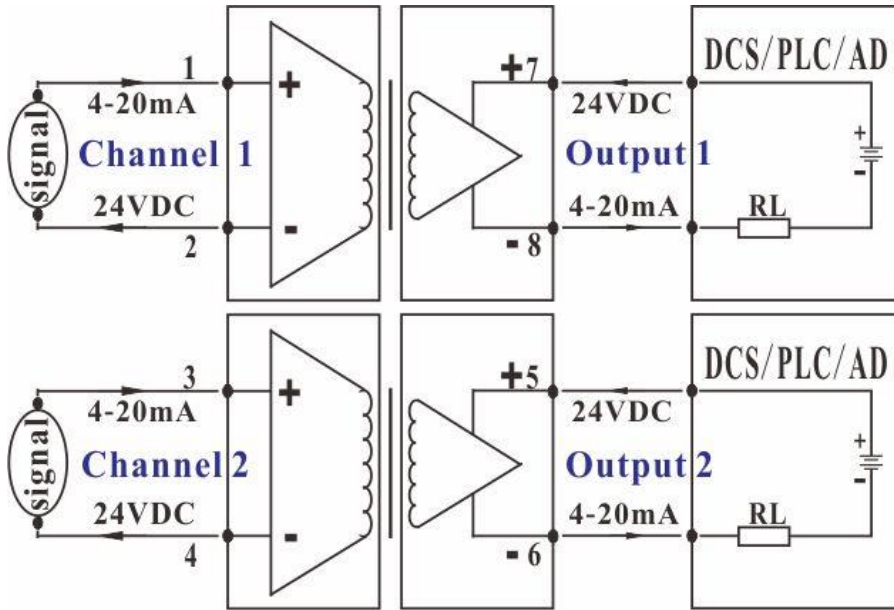 DCS/PLC/AD
1
+
+7
4-20mA
24VDC
+
signal
Channel 1
Output 1
-
24VDC
4-20mA
RL
2
-
-8
DCS/PLC/AD
3
+
+5
4-20mA
24VDC
+
signal
Channel 2
Output 2
-
24VDC
4-20mA
RL
4
-
-6